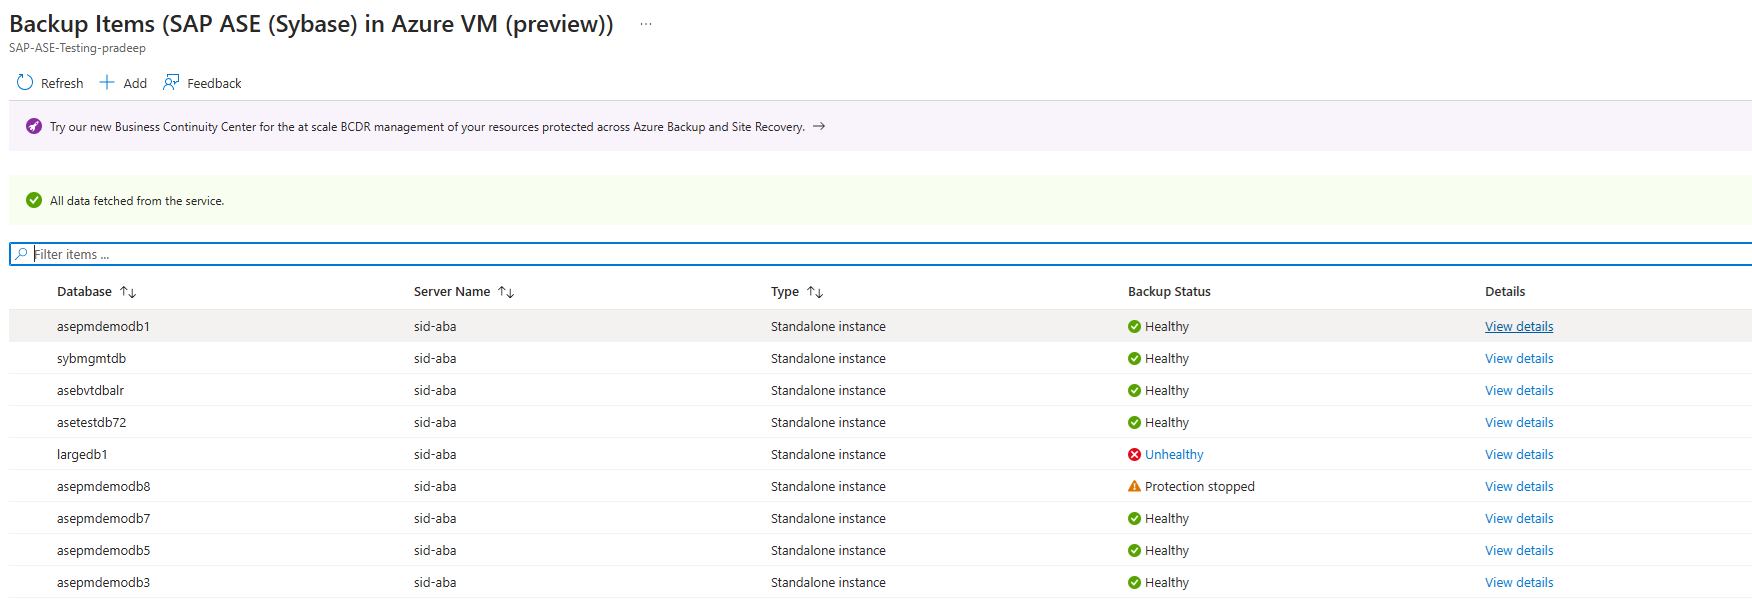 Backup Items (SAP ASE (Sybase) in Azure VM (preview)) ...
SAP-ASE-Testing-pradeep
Refresh Add Feedback
Try our new Business Continuity Center for the at scale BCDR management of your resources protected across Azure Backup and Site Recovery. →
All data fetched from the service.
Filter items ...
Database ↑↓ Server Name ↑↓ Type ↑↓ Backup Status Details
asepmdemodb1 sid-aba Standalone instance Healthy View details
sybmgmtdb sid-aba Standalone instance Healthy View details
asebvtdbalr sid-aba Standalone instance Healthy View details
asetestdb72 sid-aba Standalone instance Healthy View details
largedb1 sid-aba Standalone instance Unhealthy View details
asepmdemodb8 sid-aba Standalone instance Protection stopped View details
asepmdemodb7 sid-aba Standalone instance Healthy View details
asepmdemodb5 sid-aba Standalone instance Healthy View details
asepmdemodb3 sid-aba Standalone instance Healthy View details